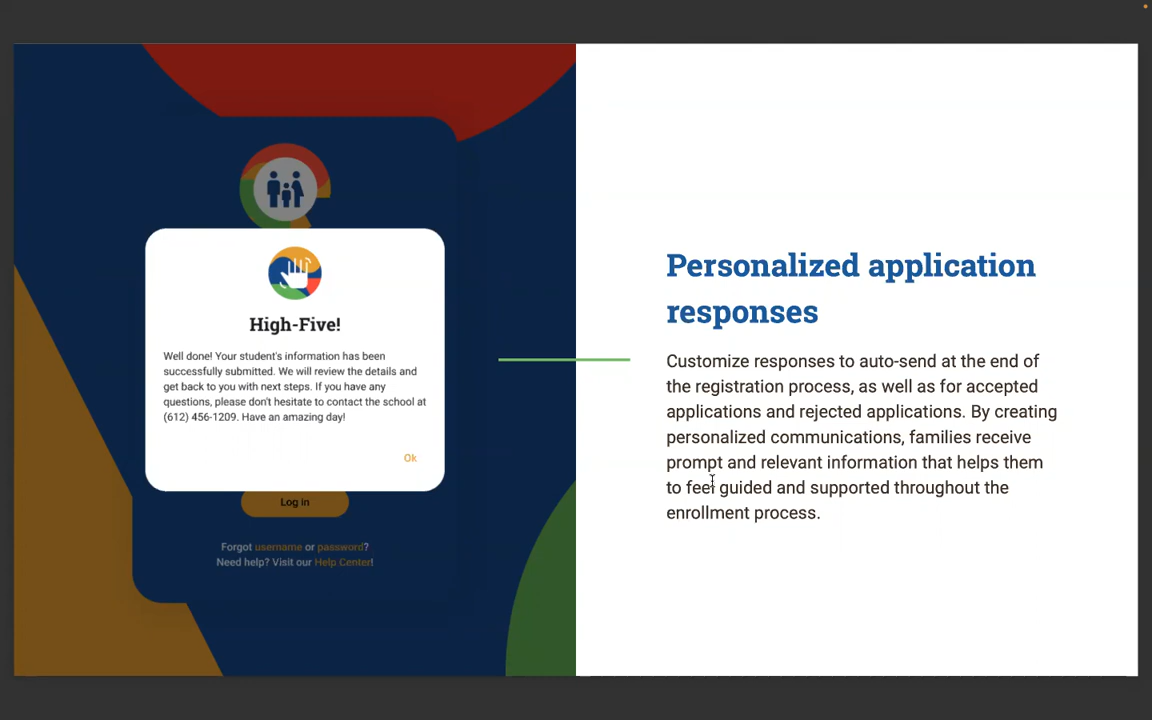 High-Five!
Well done! Your student's information has been
successfully submitted. We will review the details and
get back to you with next steps. If you have any
questions, please don't hesitate to contact the school at
(612) 456-1209. Have an amazing day!
Ok
Log in
Forgot username or password?
Need help? Visit our Help Center!
Personalized application
responses
Customize responses to auto-send at the end of
the registration process, as well as for accepted
applications and rejected applications. By creating
personalized communications, families receive
prompt and relevant information that helps them
to feel guided and supported throughout the
enrollment process.